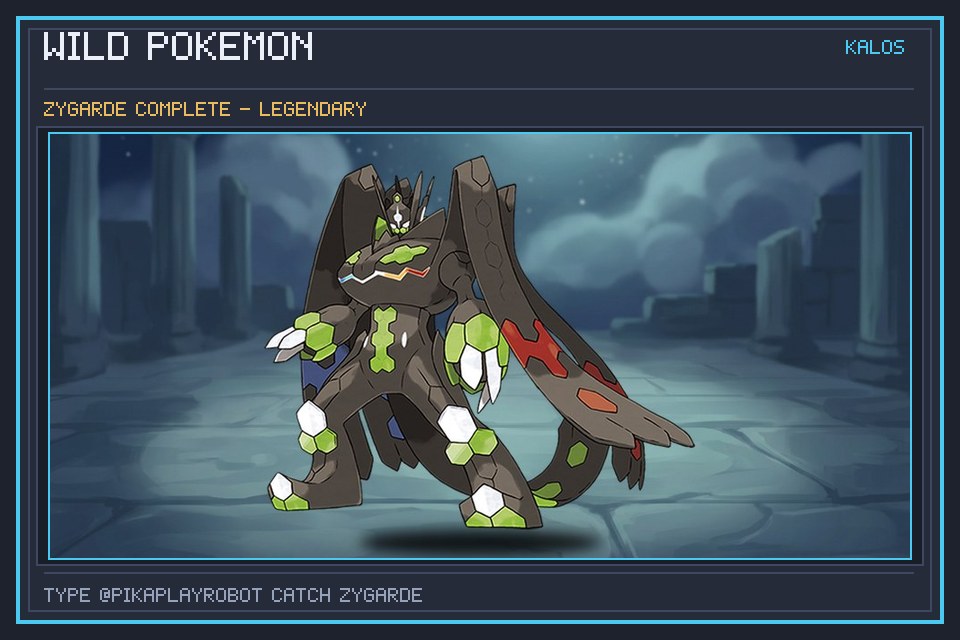 WILD POKEMON
KALOS
ZYGARDE COMPLETE - LEGENDARY
TYPE @PIKAPLAYROBOT CATCH ZYGARDE